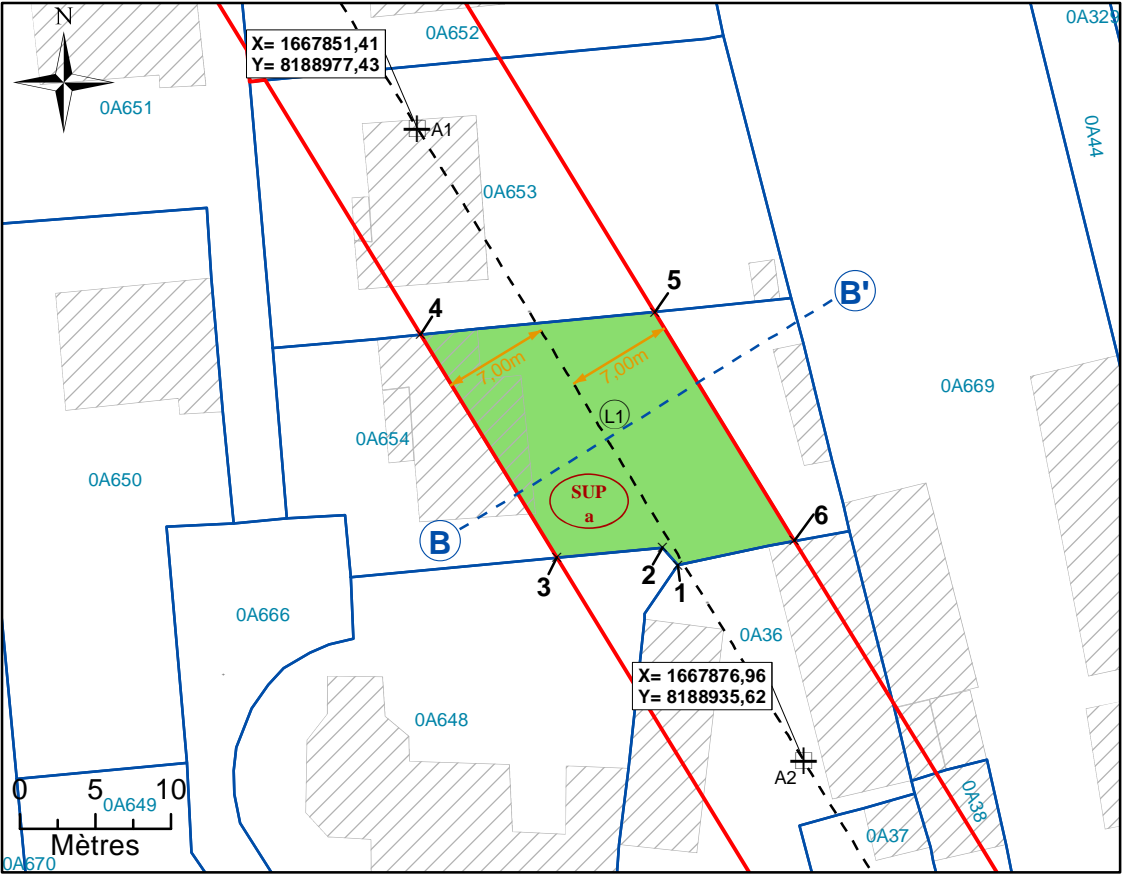 N
0A652
0A329
X= 1667851,41
Y= 8188977,43
0A651
A1
0A44
0A653
5
B'
4
7,00m
7,00m
0A669
L1
0A654
0A650
SUP
a
6
B
2
3
1
0A666
0A36
X= 1667876,96
Y= 8188935,62
0A648
A2
0 5 10
0A649
0A38
Mètres
0A37
0A670